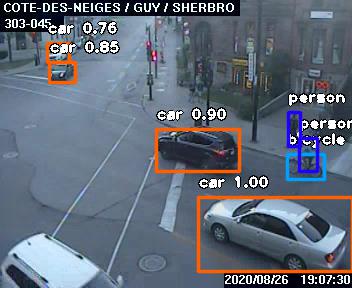 COTE-DES-NEIGES / GUY / SHERBRO
303-045
car 0.76
car 0.85
car 0.90
person
person
bicycle
car 1.00
2020/08/26 19:07:30